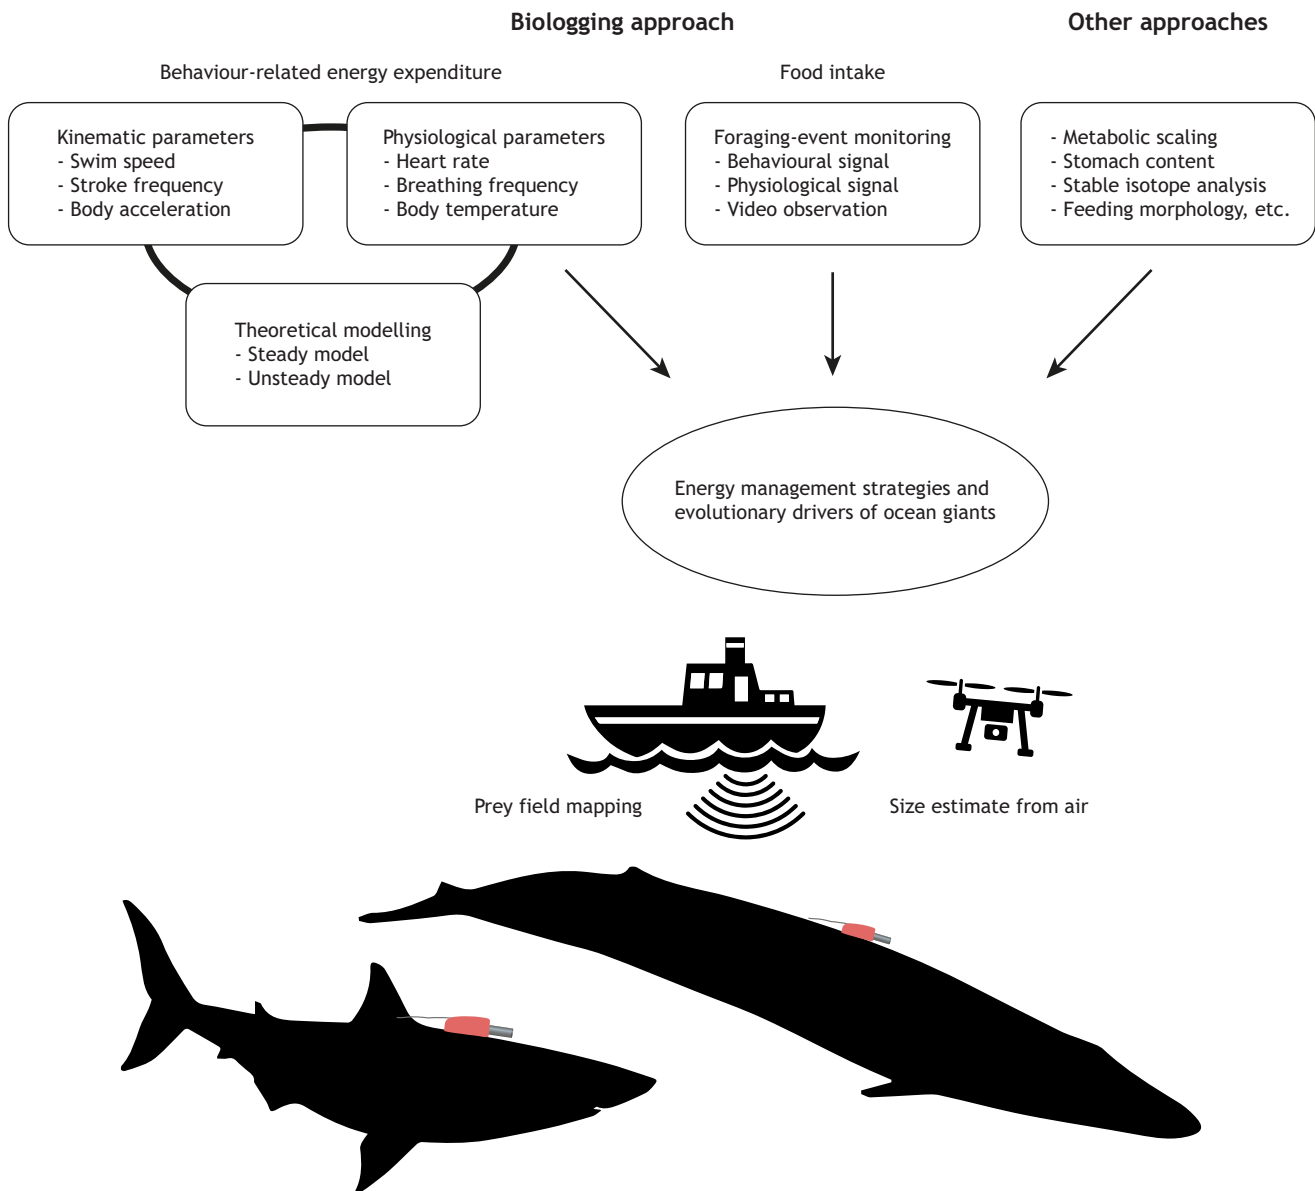 Biologging approach
Other approaches
Behaviour-related energy expenditure
Food intake
Kinematic parameters
- Swim speed
- Stroke frequency
- Body acceleration
Physiological parameters
- Heart rate
- Breathing frequency
- Body temperature
Foraging-event monitoring
- Behavioural signal
- Physiological signal
- Video observation
- Metabolic scaling
- Stomach content
- Stable isotope analysis
- Feeding morphology, etc.
Theoretical modelling
- Steady model
- Unsteady model
Energy management strategies and
evolutionary drivers of ocean giants
Prey field mapping
Size estimate from air